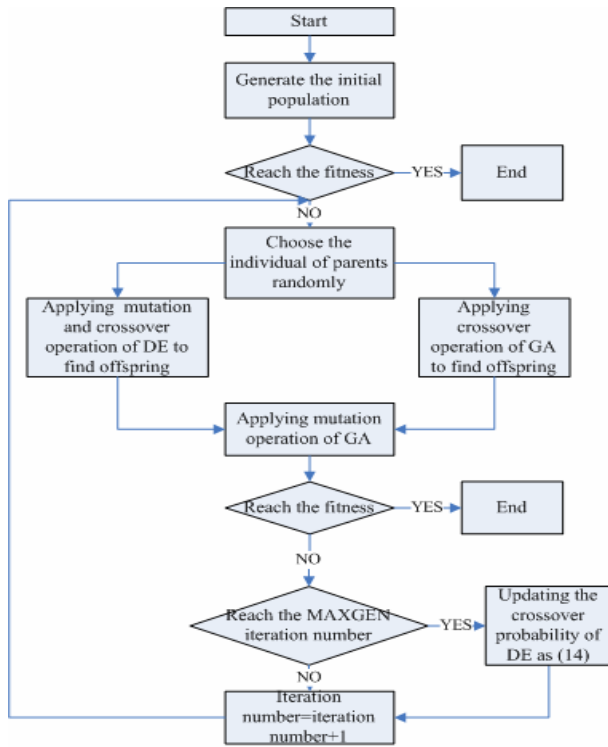 Start
Generate the initial
population
Reach the fitness
YES
End
NO
Choose the
individual of parents
randomly
Applying mutation
and crossover
operation of DE to
find offspring
Applying
crossover
operation of GA
to find offspring
Applying mutation
operation of GA
Reach the fitness
YES
End
NO
Reach the MAXGEN
iteration number
YES
Updating the
crossover
probability of
DE as (14)
NO
Iteration
number=iteration
number+1